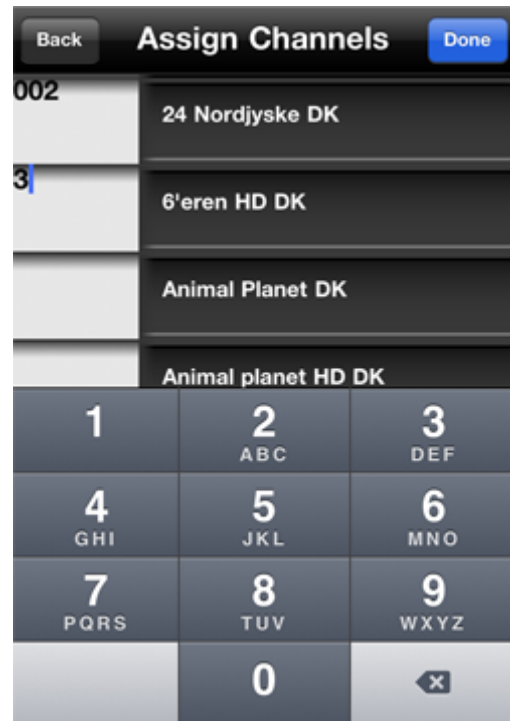 Back Assign Channels Done
002
24 Nordjyske DK
3
6'eren HD DK
Animal Planet DK
Animal planet HD DK
1 2 3
ABC DEF
4 5 6
GHI JKL MNO
7 8 9
PQRS TUV WXYZ
0